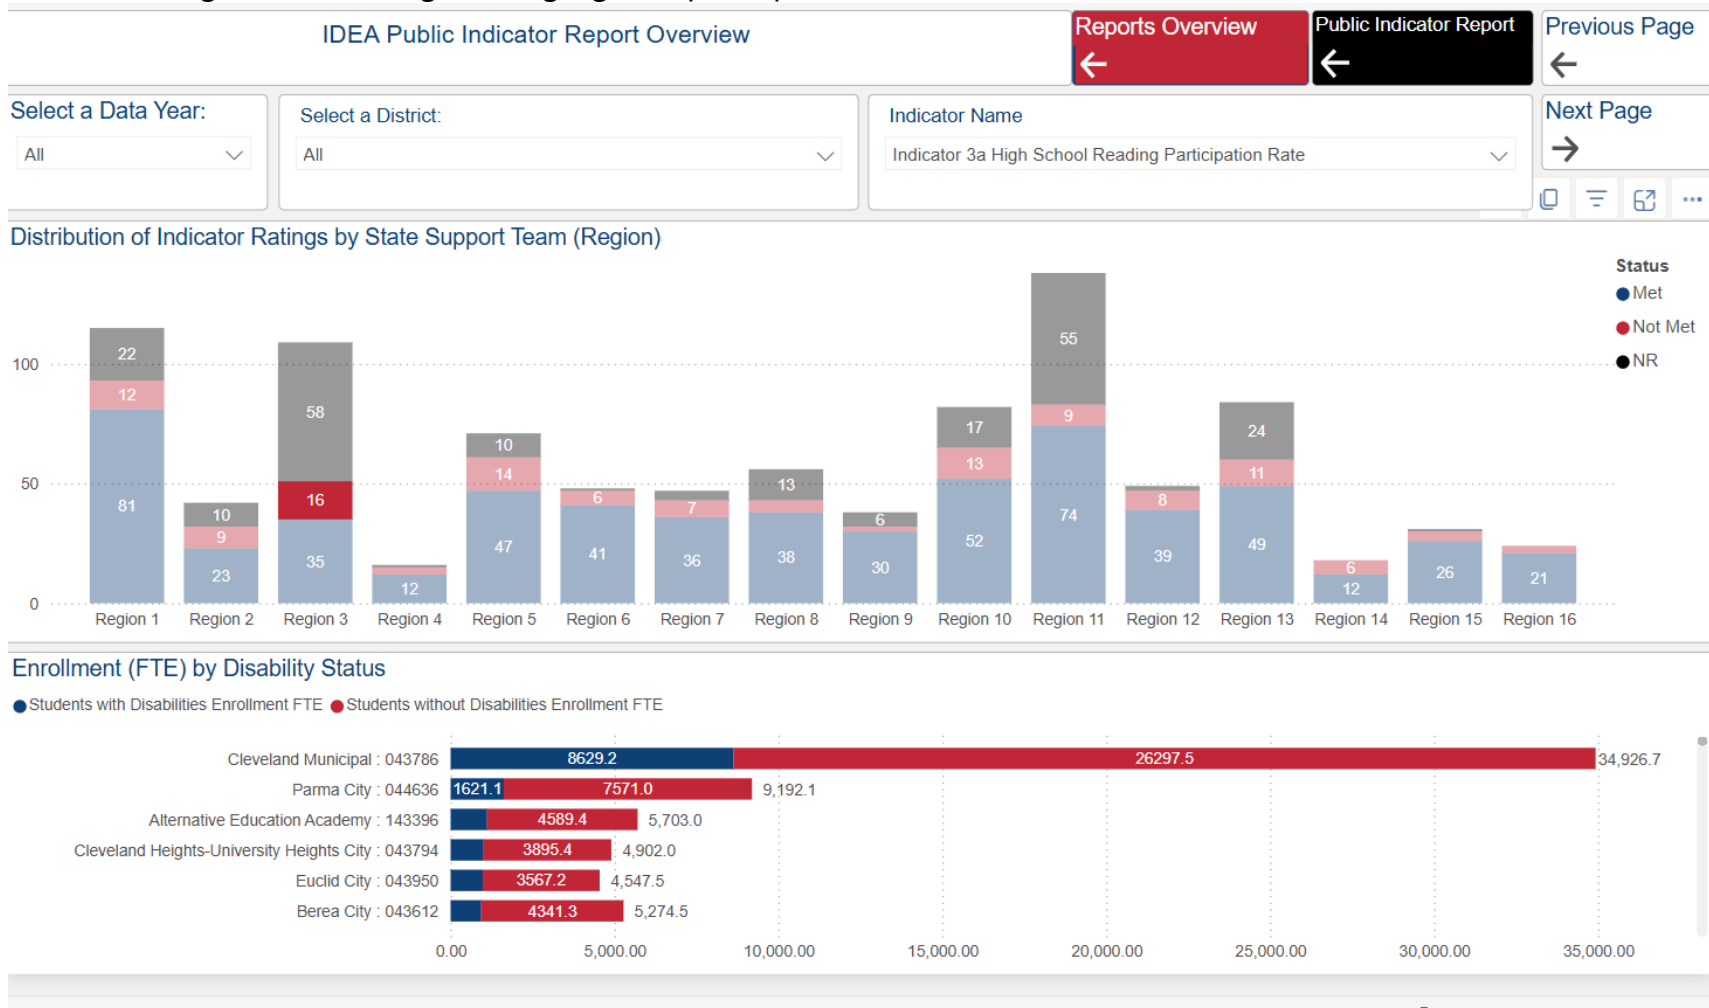 IDEA Public Indicator Report Overview
Reports Overview
Public Indicator Report
Previous Page
Select a Data Year:
All
Select a District:
All
Indicator Name
Indicator 3a High School Reading Participation Rate
Next Page
Distribution of Indicator Ratings by State Support Team (Region)
Status
Met
Not Met
NR
100
50
0
22
12
81
10
9
23
58
16
35
12
10
14
47
6
41
7
36
13
38
6
30
17
13
52
55
9
74
8
39
24
11
49
6
12
26
21
Region 1 Region 2 Region 3 Region 4 Region 5 Region 6 Region 7 Region 8 Region 9 Region 10 Region 11 Region 12 Region 13 Region 14 Region 15 Region 16
Enrollment (FTE) by Disability Status
Students with Disabilities Enrollment FTE Students without Disabilities Enrollment FTE
Cleveland Municipal : 043786 8629.2 26297.5 34,926.7
Parma City : 044636 1621.1 7571.0 9,192.1
Alternative Education Academy : 143396 4589.4 5,703.0
Cleveland Heights-University Heights City : 043794 3895.4 4,902.0
Euclid City : 043950 3567.2 4,547.5
Berea City : 043612 4341.3 5,274.5
0.00 5,000.00 10,000.00 15,000.00 20,000.00 25,000.00 30,000.00 35,000.00